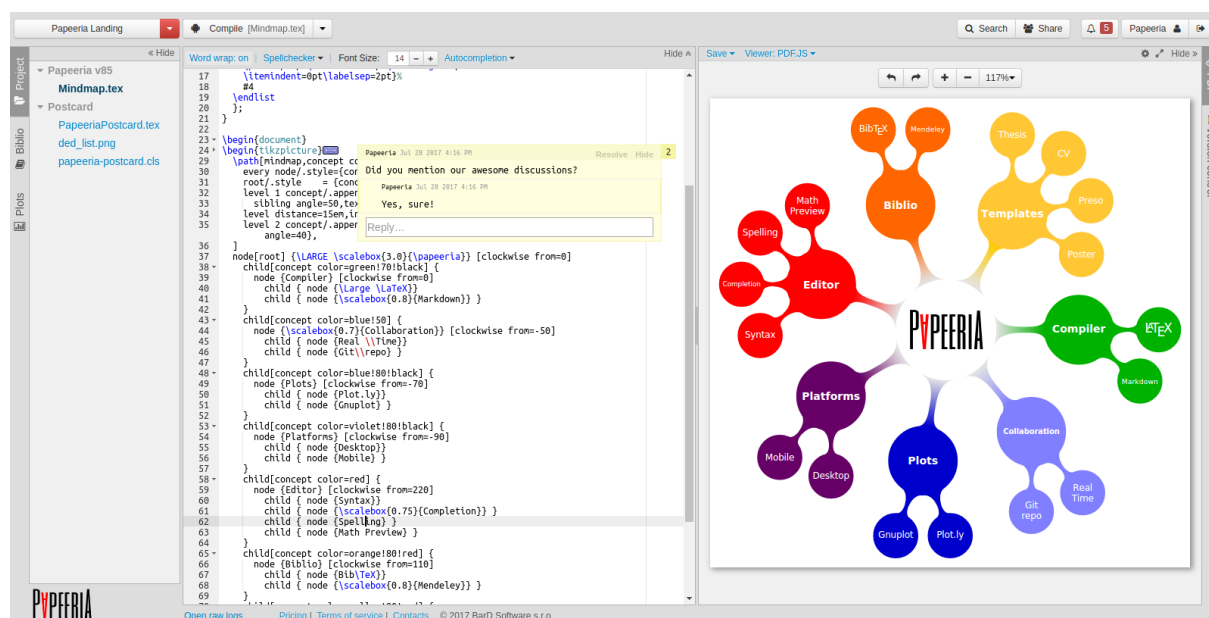 Papeeria Landing
Compile [Mindmap.tex]
Search
Share
5
Papeeria
« Hide
Project
Biblio
Plots
Papeeria v85
Mindmap.tex
Postcard
PapeeriaPostcard.tex
ded_list.png
papeeria-postcard.cls
PAPEERIA
Word wrap: on | Spellchecker Font Size: 14 − + Autocompletion Hide
17 \itemindent=0pt\labelsep=2pt}%
18 #4
19 \endlist
20 };
21 }
22
23 \begin{document}
24 \begin{tikzpicture}
29 \path[mindmap,concept co
30 every node/.style={con
31 root/.style = {conc
32 level 1 concept/.appen
33 sibling angle=50,tex
34 level distance=15em,in
35 level 2 concept/.appen
angle=40},
36 ]
37 node[root] {\LARGE \scalebox{3.0}{\papeeria}} [clockwise from=0]
38 child[concept color=green!70!black] {
39 node {Compiler} [clockwise from=0]
40 child { node {\Large \LaTeX}}
41 child { node {\scalebox{0.8}{Markdown}} }
42 }
43 child[concept color=blue!50] {
44 node {\scalebox{0.7}{Collaboration}} [clockwise from=-50]
45 child { node {Real \\Time}}
46 child { node {Git\\repo} }
47 }
48 child[concept color=blue!80!black] {
49 node {Plots} [clockwise from=-70]
50 child { node {Plot.ly}}
51 child { node {Gnuplot} }
52 }
53 child[concept color=violet!80!black] {
54 node {Platforms} [clockwise from=-90]
55 child { node {Desktop}}
56 child { node {Mobile} }
57 }
58 child[concept color=red] {
59 node {Editor} [clockwise from=220]
60 child { node {Syntax}}
61 child { node {\scalebox{0.75}{Completion}} }
62 child { node {Spelling} }
63 child { node {Math Preview} }
64 }
65 child[concept color=orange!80!red] {
66 node {Biblio} [clockwise from=110]
67 child { node {Bib\TeX}}
68 child { node {\scalebox{0.8}{Mendeley}} }
69 }
Papeeria Jul 28 2017 4:16 PM Resolve Hide 2
Did you mention our awesome discussions?
Papeeria Jul 28 2017 4:16 PM
Yes, sure!
Reply…
Open raw logs Pricing | Terms of service | Contacts © 2017 BarD Software s.r.o.
Save Viewer: PDF.JS Hide »
117%
BibTEX
Mendeley
Biblio
Thesis
CV
Preso
Poster
Templates
Math
Preview
Spelling
Completion
Syntax
Editor
PAPEERIA
Compiler
LATEX
Markdown
Platforms
Mobile
Desktop
Plots
Gnuplot
Plot.ly
Collaboration
Real
Time
Git
repo